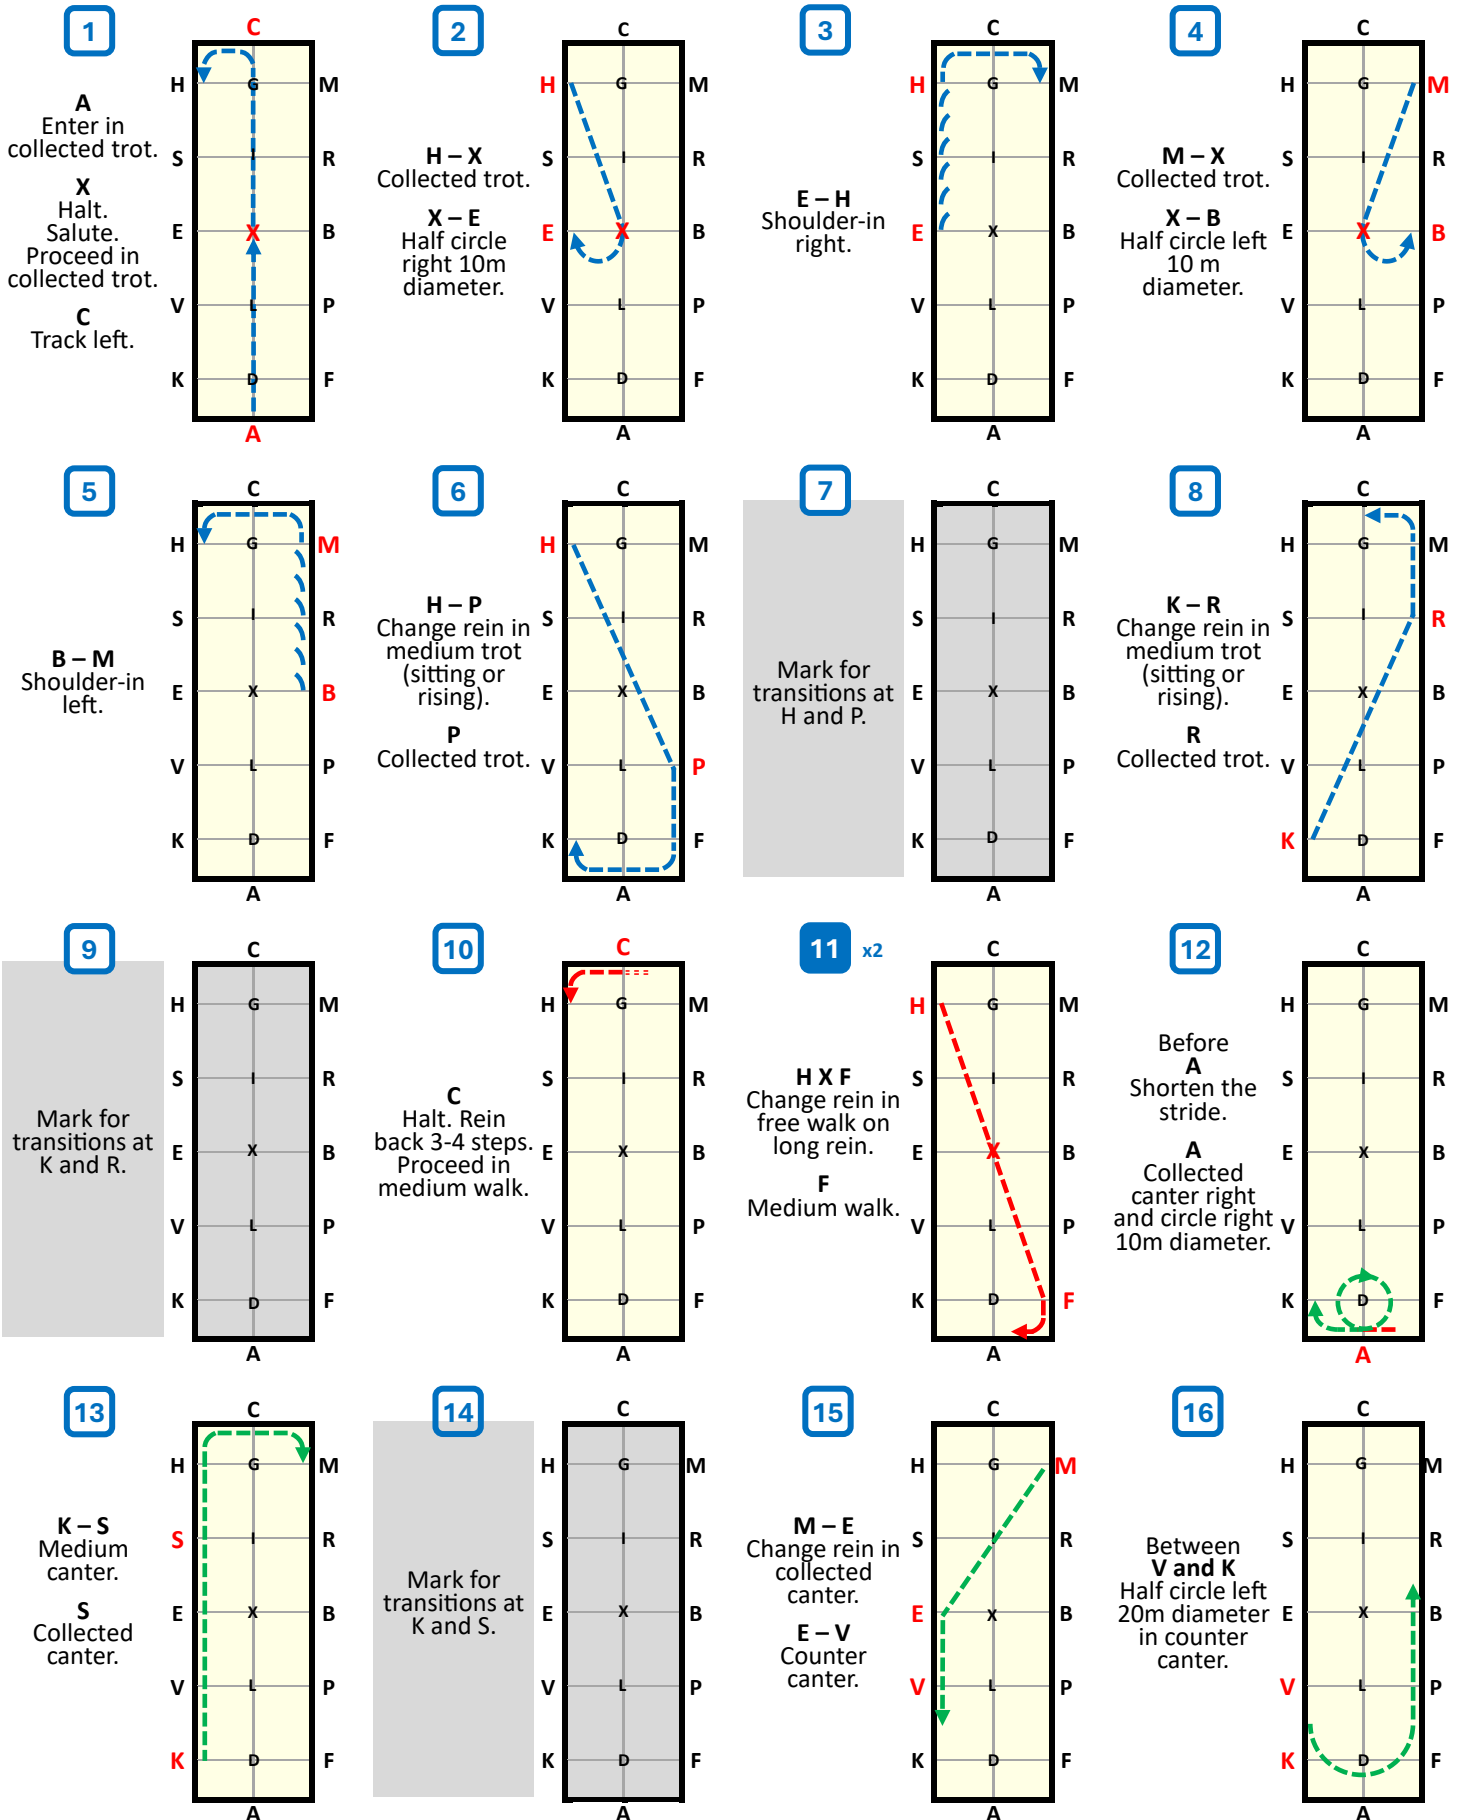 1
A
Enter in
collected trot.
X
Halt.
Salute.
Proceed in
collected trot.
C
Track left.
C
H G M
S I R
E X B
V L P
K D F
A
2
H – X
Collected trot.
X – E
Half circle
right 10m
diameter.
C
H G M
S I R
E X B
V L P
K D F
A
3
E – H
Shoulder-in
right.
C
H G M
S I R
E X B
V L P
K D F
A
4
M – X
Collected trot.
X – B
Half circle left
10 m
diameter.
C
H G M
S I R
E X B
V L P
K D F
A
5
B – M
Shoulder-in
left.
C
H G M
S I R
E X B
V L P
K D F
A
6
H – P
Change rein in
medium trot
(sitting or
rising).
P
Collected trot.
C
H G M
S I R
E X B
V L P
K D F
A
7
Mark for
transitions at
H and P.
C
H G M
S I R
E X B
V L P
K D F
A
8
K – R
Change rein in
medium trot
(sitting or
rising).
R
Collected trot.
C
H G M
S I R
E X B
V L P
K D F
A
9
Mark for
transitions at
K and R.
C
H G M
S I R
E X B
V L P
K D F
A
10
C
Halt. Rein
back 3-4 steps.
Proceed in
medium walk.
C
H G M
S I R
E X B
V L P
K D F
A
11 x2
H X F
Change rein in
free walk on
long rein.
F
Medium walk.
C
H G M
S I R
E X B
V L P
K D F
A
12
Before
A
Shorten the
stride.
A
Collected
canter right
and circle right
10m diameter.
C
H G M
S I R
E X B
V L P
K D F
A
13
K – S
Medium
canter.
S
Collected
canter.
C
H G M
S I R
E X B
V L P
K D F
A
14
Mark for
transitions at
K and S.
C
H G M
S I R
E X B
V L P
K D F
A
15
M – E
Change rein in
collected
canter.
E – V
Counter
canter.
C
H G M
S I R
E X B
V L P
K D F
A
16
Between
V and K
Half circle left
20m diameter
in counter
canter.
C
H G M
S I R
E X B
V L P
K D F
A